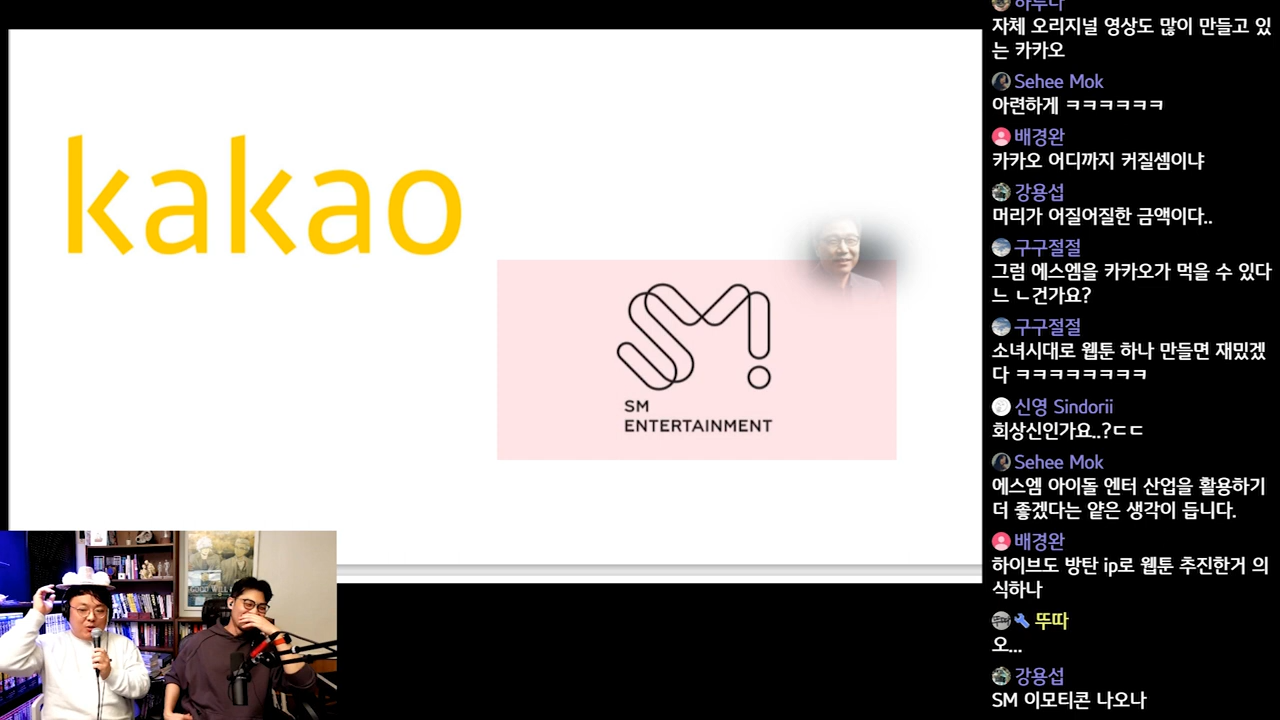 kakao
SM
ENTERTAINMENT
GOOD WILL
하루나
자체 오리지널 영상도 많이 만들고 있
는 카카오
Sehee Mok
아련하게 ㅋㅋㅋㅋㅋㅋ
배경완
카카오 어디까지 커질셈이냐
강용섭
머리가 어질어질한 금액이다..
구구절절
그럼 에스엠을 카카오가 먹을 수 있다
느 ㄴ건가요?
구구절절
소녀시대로 웹툰 하나 만들면 재밌겠
다 ㅋㅋㅋㅋㅋㅋㅋㅋ
신영 Sindorii
회상신인가요..?ㄷㄷ
Sehee Mok
에스엠 아이돌 엔터 산업을 활용하기
더 좋겠다는 얕은 생각이 듭니다.
배경완
하이브도 방탄 ip로 웹툰 추진한거 의
식하나
뚜따
오...
강용섭
SM 이모티콘 나오나